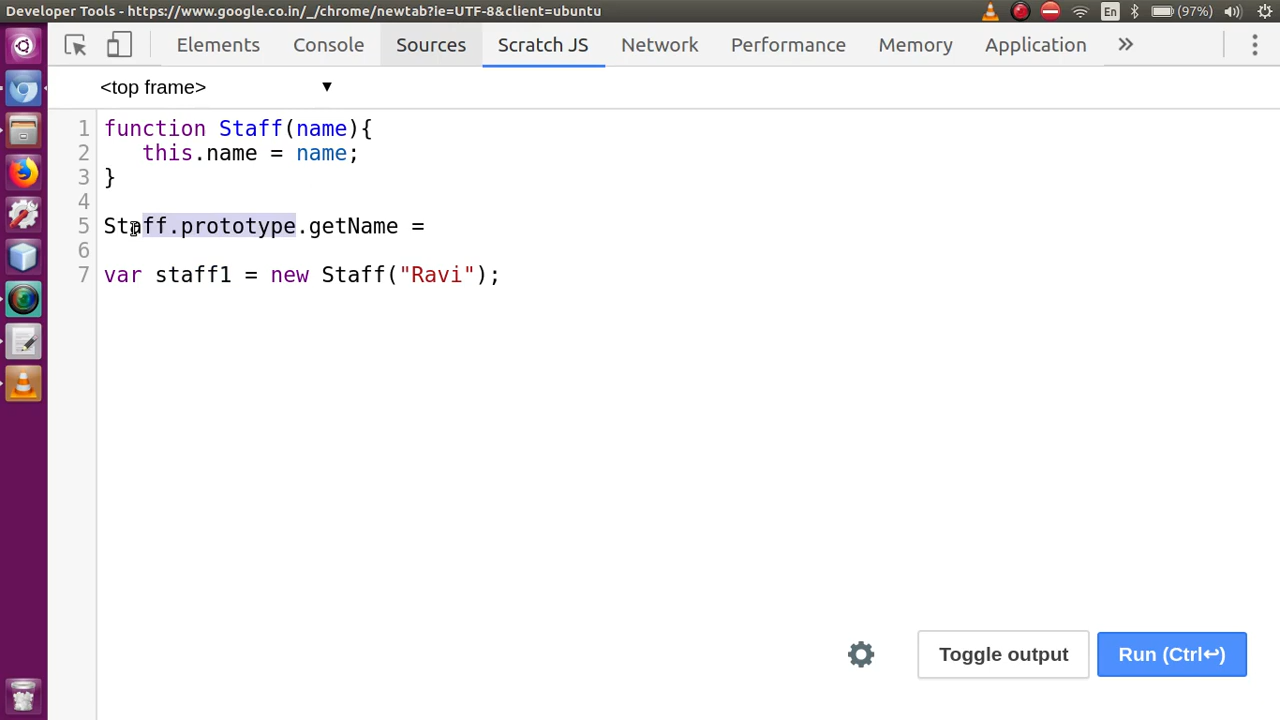 Developer Tools - https://www.google.co.in/_/chrome/newtab?ie=UTF-8&client=ubuntu En (97%)
Elements Console Sources Scratch JS Network Performance Memory Application »
<top frame> ▼
1 function Staff(name){
2 this.name = name;
3 }
4
5 Staff.prototype.getName =
6
7 var staff1 = new Staff("Ravi");
Toggle output Run (Ctrl↩)